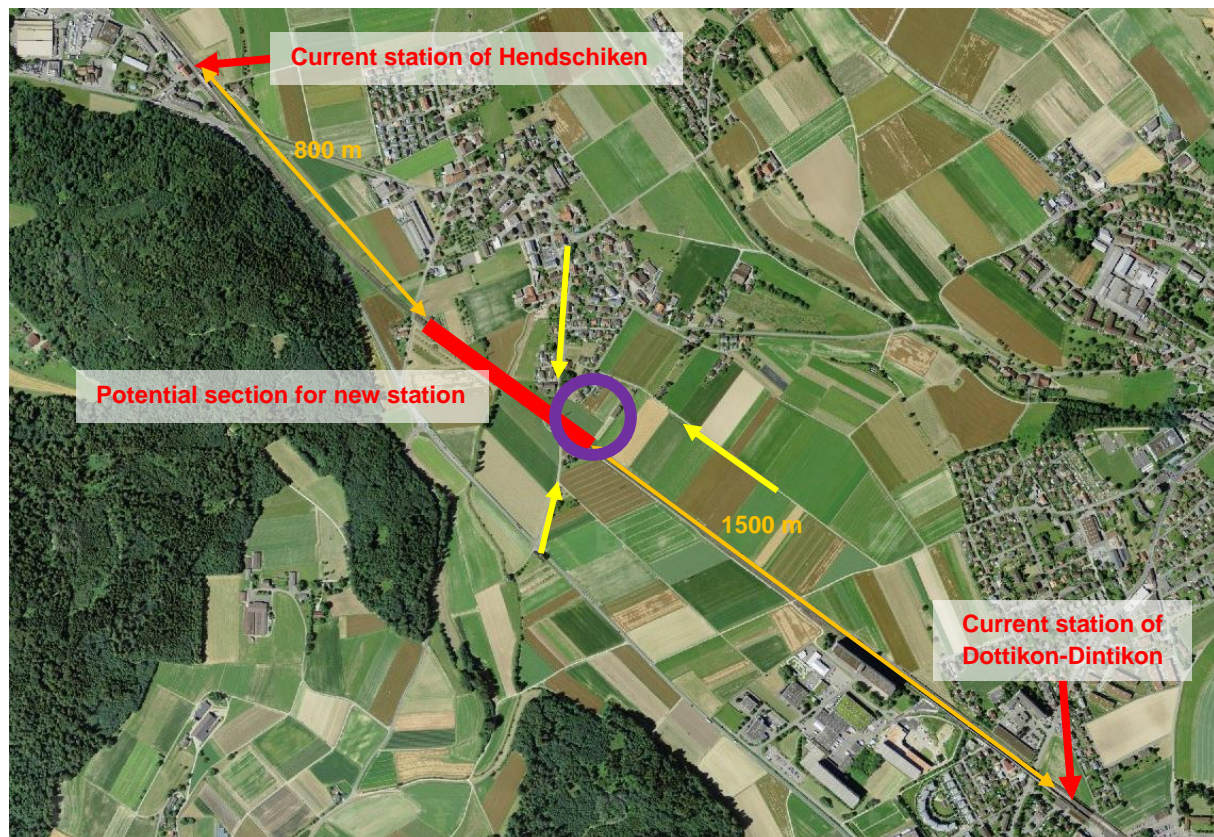 Current station of Hendschiken
800 m
Potential section for new station
1500 m
Current station of
Dottikon-Dintikon